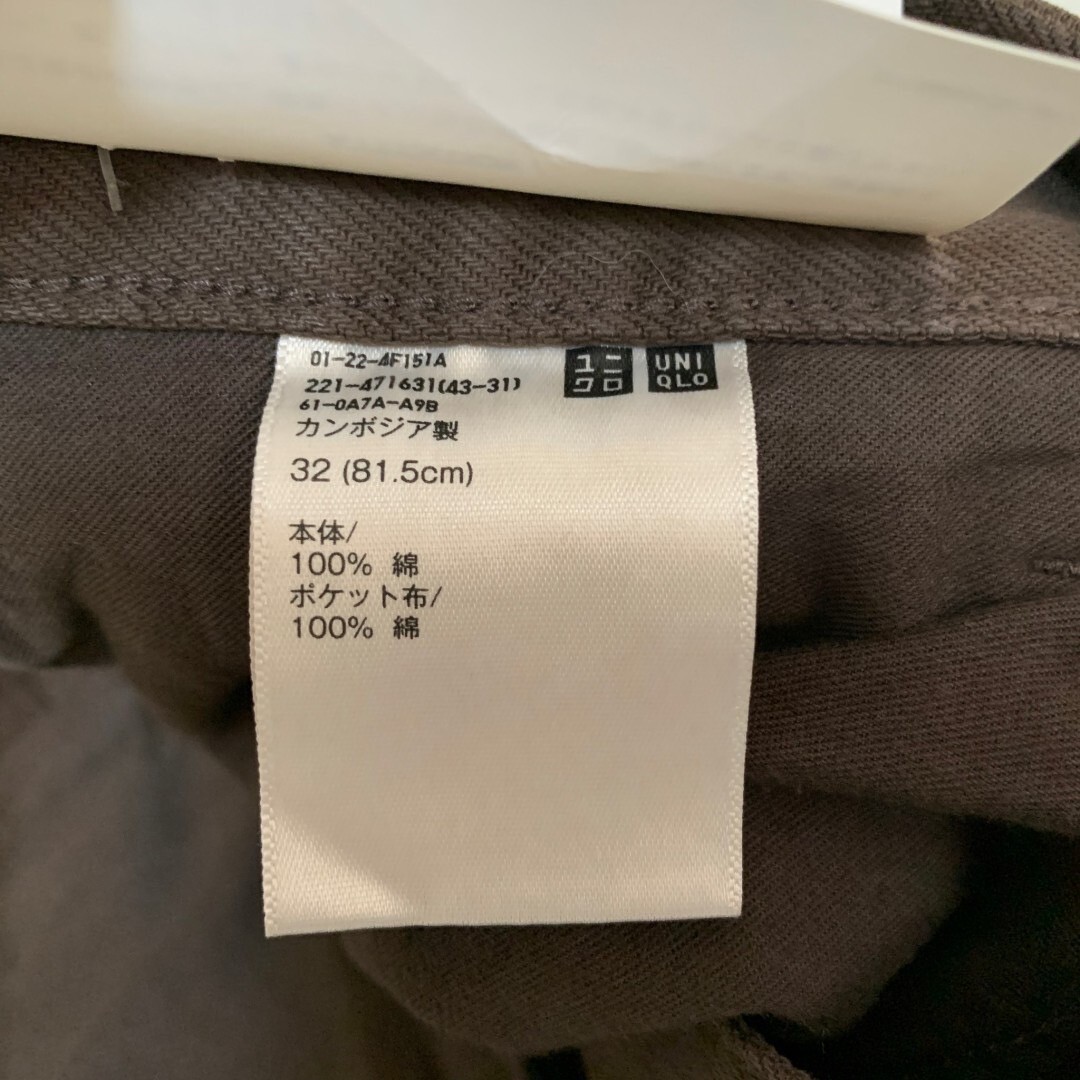 01-22-4F151A
221-471631(43-31)
61-0A7A-A9B
カンボジア製
32 (81.5cm)
本体/
100% 綿
ポケット布/
100% 綿
ユニ
クロ
UNI
QLO